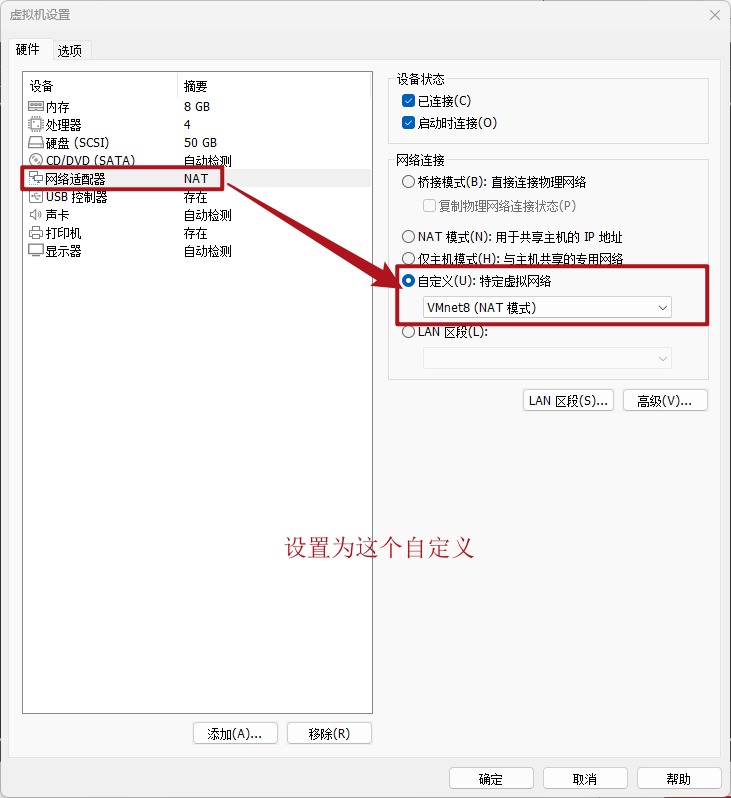 虚拟机设置
硬件 选项
设备 摘要
内存 8 GB
处理器 4
硬盘 (SCSI) 50 GB
CD/DVD (SATA) 自动检测
网络适配器 NAT
USB 控制器 存在
声卡 自动检测
打印机 存在
显示器 自动检测
添加(A)... 移除(R)
设备状态
已连接(C)
启动时连接(O)
网络连接
桥接模式(B): 直接连接物理网络
复制物理网络连接状态(P)
NAT 模式(N): 用于共享主机的 IP 地址
仅主机模式(H): 与主机共享的专用网络
自定义(U): 特定虚拟网络
VMnet8 (NAT 模式)
LAN 区段(L):
LAN 区段(S)... 高级(V)...
设置为这个自定义
确定 取消 帮助